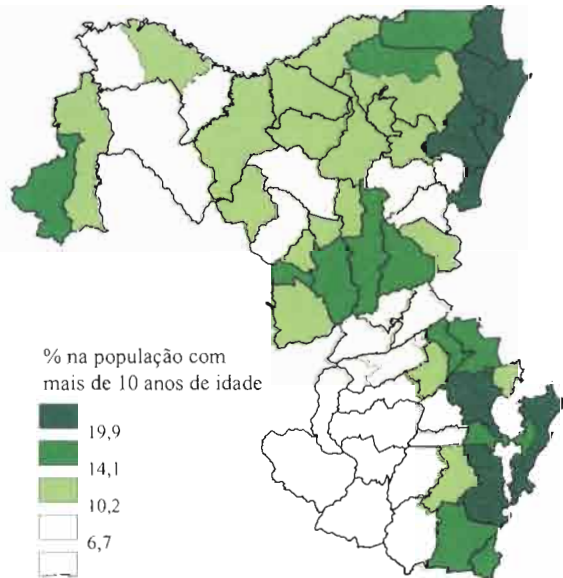 % na população com
mais de 10 anos de idade
19,9
14,1
10,2
6,7